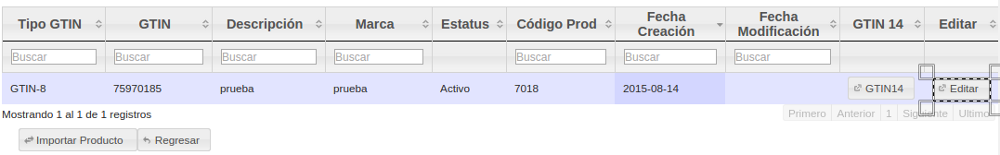 Tipo GTIN GTIN Descripción Marca Estatus Código Prod Fecha Creación Fecha Modificación GTIN 14 Editar
Buscar Buscar Buscar Buscar Buscar Buscar Buscar
GTIN-8 75970185 prueba prueba Activo 7018 2015-08-14 GTIN14 Editar
Mostrando 1 al 1 de 1 registros Primero Anterior 1 Siguiente Ultimo
Importar Producto Regresar